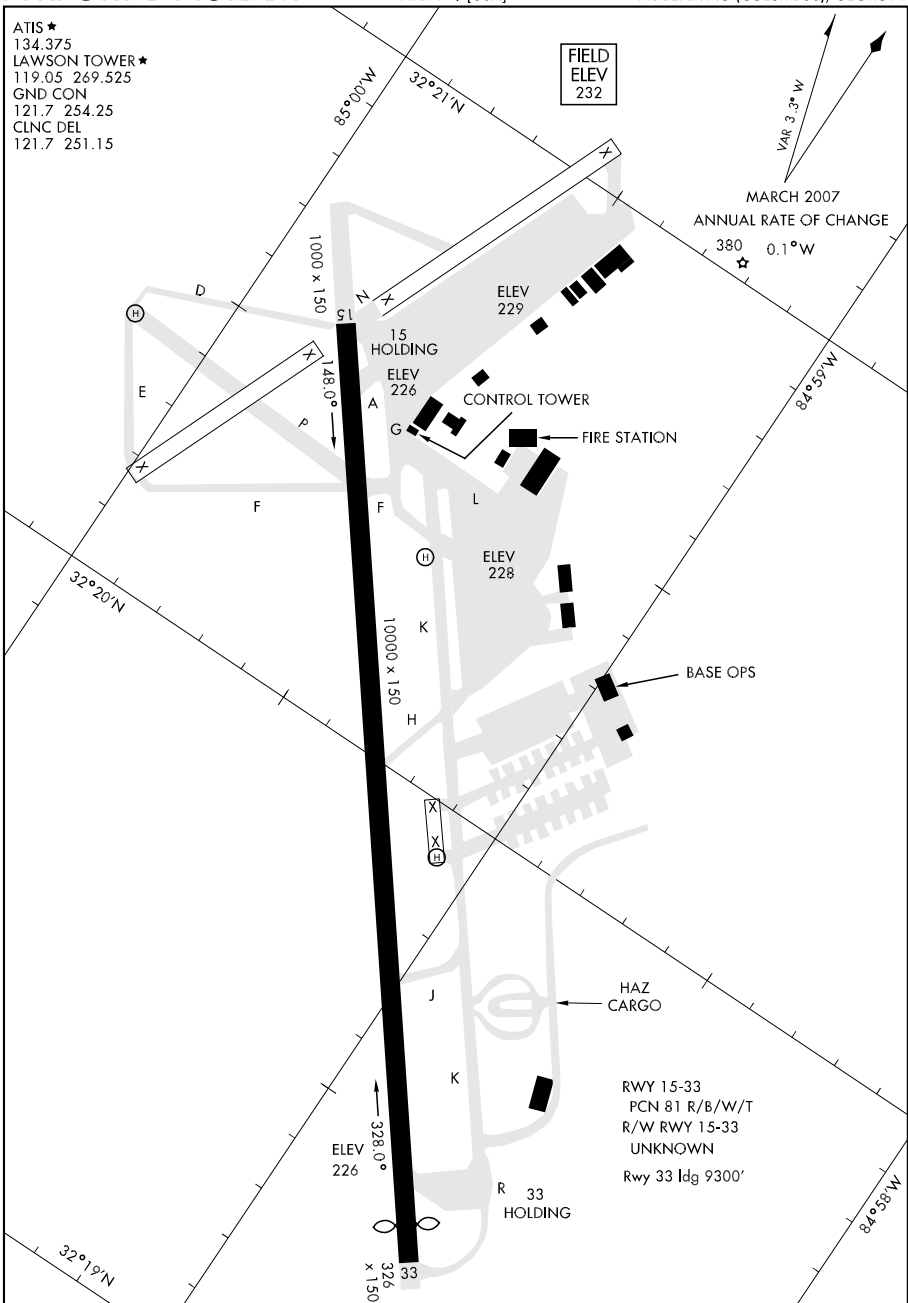 ATIS ★
134.375
LAWSON TOWER ★
119.05 269.525
GND CON
121.7 254.25
CLNC DEL
121.7 251.15
FIELD
ELEV
232
VAR 3.3° W
MARCH 2007
ANNUAL RATE OF CHANGE
0.1° W
380
85°00'W
32°21'N
84°59'W
32°20'N
84°58'W
32°19'N
1000 x 150
X
N
X
15
15
HOLDING
ELEV
226
ELEV
229
D
H
E
X
X
P
148.0°
A
G
CONTROL TOWER
FIRE STATION
F
F
L
H
ELEV
228
K
10000 x 150
H
BASE OPS
X
X
H
J
HAZ
CARGO
K
328.0°
ELEV
226
R
33
HOLDING
RWY 15-33
PCN 81 R/B/W/T
R/W RWY 15-33
UNKNOWN
Rwy 33 ldg 9300'
33
326
x 150